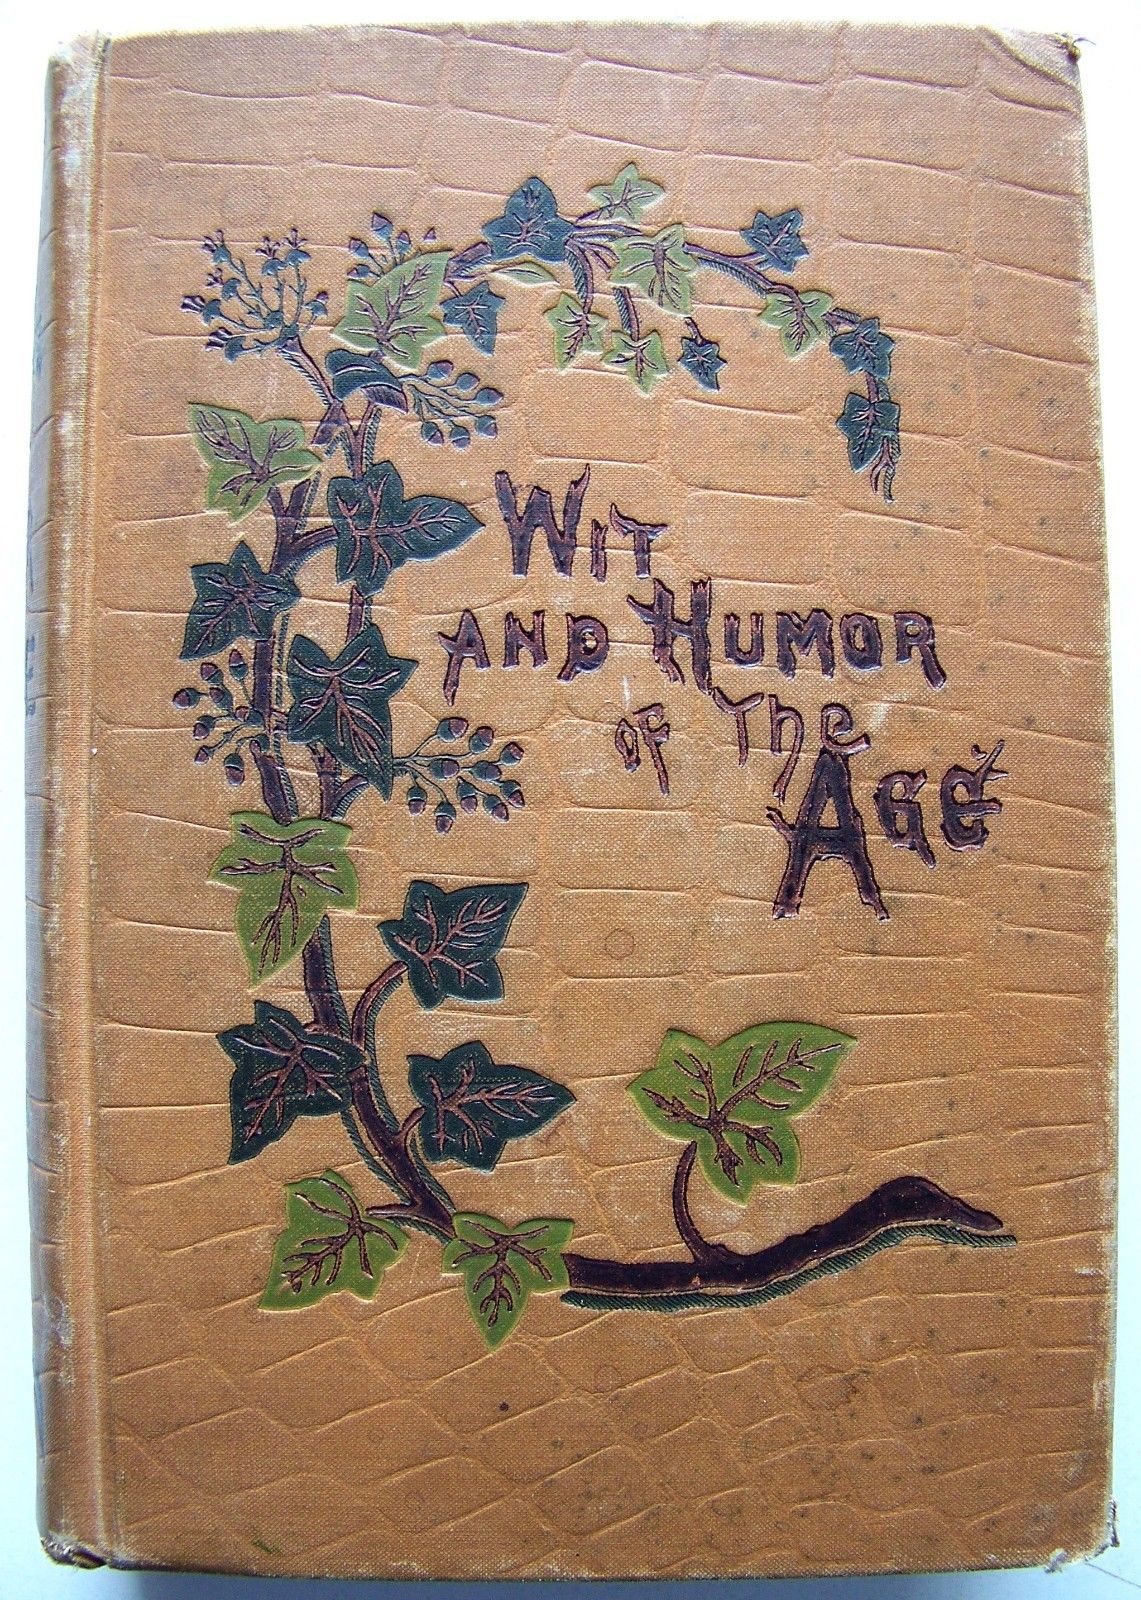 Wit
and Humor
of the
Age